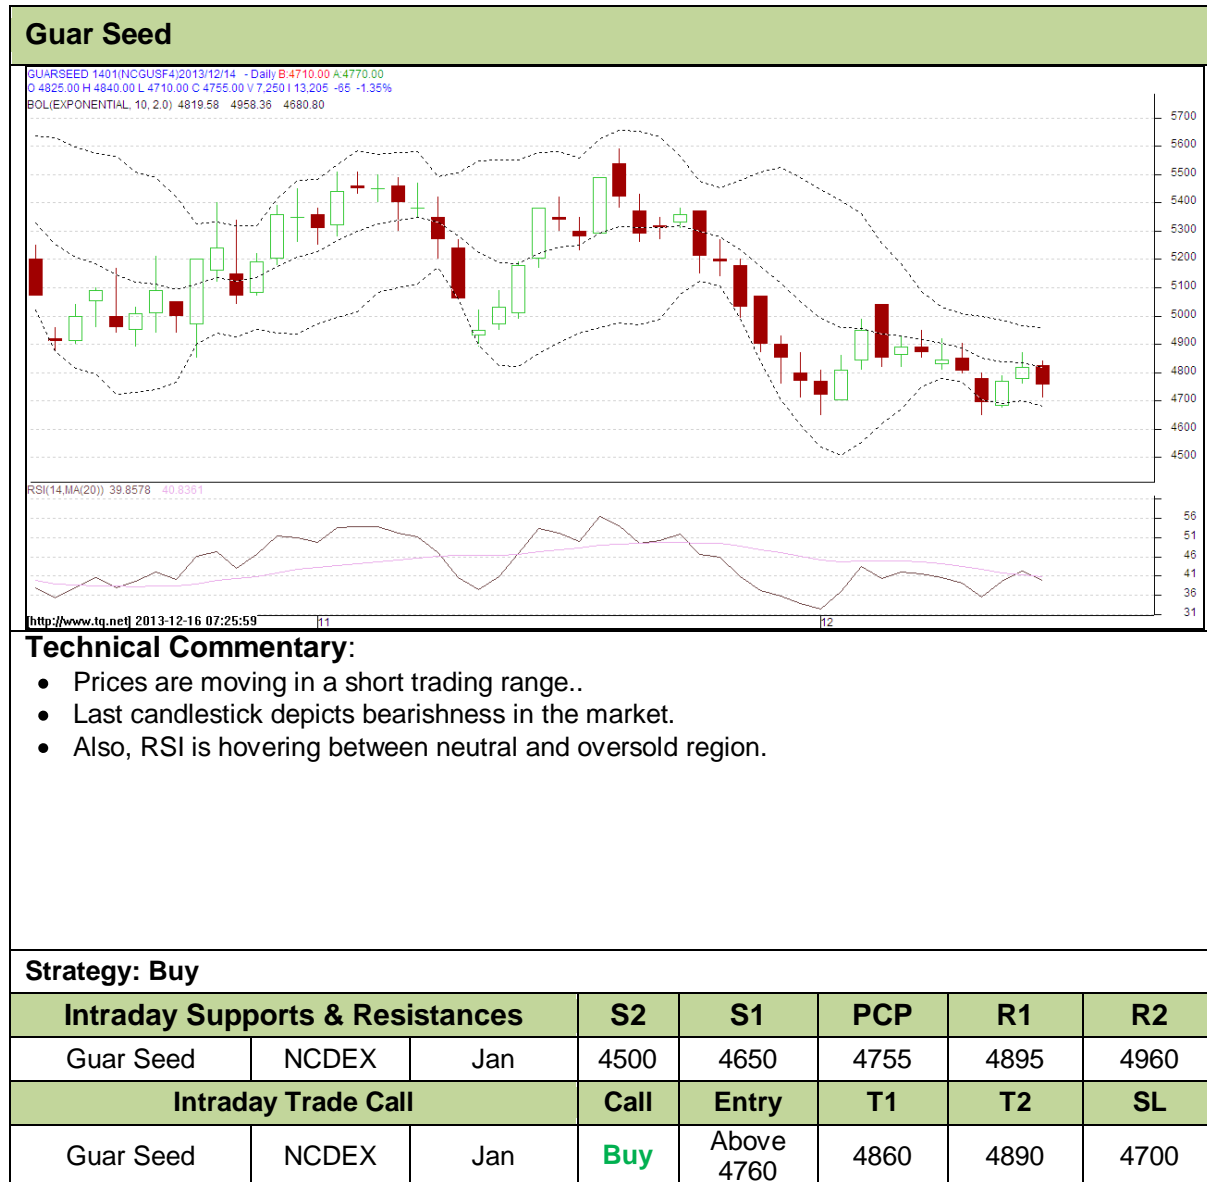 Guar Seed
GUARSEED 1401(NCGUSF4)2013/12/14 - Daily B:4710.00 A:4770.00
O 4825.00 H 4840.00 L 4710.00 C 4755.00 V 7,250 I 13,205 -65 -1.35%
BOL(EXPONENTIAL, 10, 2.0) 4819.58 4958.36 4680.80
5700
5600
5500
5400
5300
5200
5100
5000
4900
4800
4700
4600
4500
RSI(14,MA(20)) 39.8578 40.8361
56
51
46
41
36
31
[http://www.tq.net] 2013-12-16 07:25:59 11 12
Technical Commentary:
• Prices are moving in a short trading range..
• Last candlestick depicts bearishness in the market.
• Also, RSI is hovering between neutral and oversold region.
Strategy: Buy
Intraday Supports & Resistances S2 S1 PCP R1 R2
Guar Seed NCDEX Jan 4500 4650 4755 4895 4960
Intraday Trade Call Call Entry T1 T2 SL
Guar Seed NCDEX Jan Buy Above 4760 4860 4890 4700